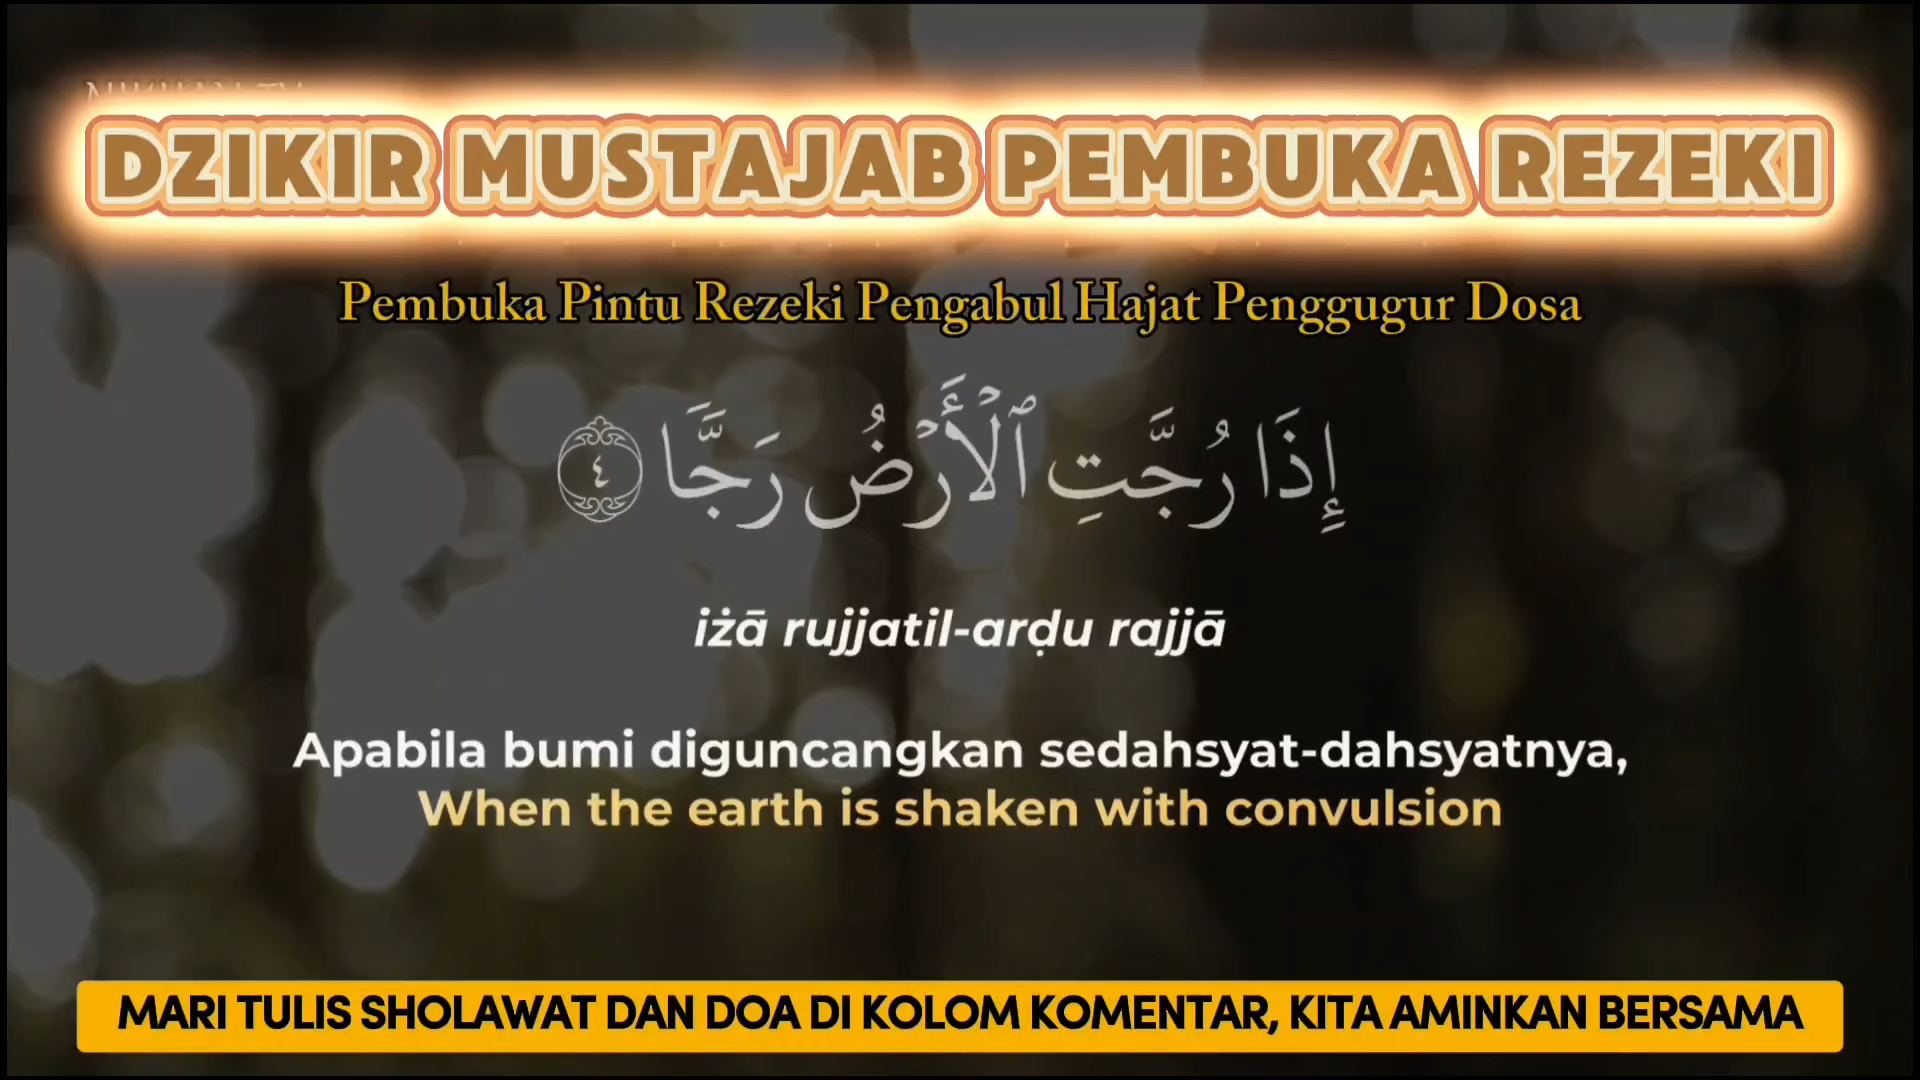 DZIKIR MUSTAJAB PEMBUKA REZEKI
Pembuka Pintu Rezeki Pengabul Hajat Penggugur Dosa
إِذَا رُجَّتِ ٱلْأَرْضُ رَجًّا ٤
iżā rujjatil-arḍu rajjā
Apabila bumi diguncangkan sedahsyat-dahsyatnya,
When the earth is shaken with convulsion
MARI TULIS SHOLAWAT DAN DOA DI KOLOM KOMENTAR, KITA AMINKAN BERSAMA